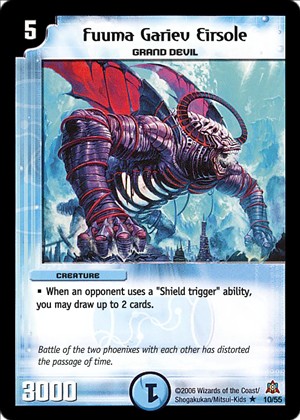 5
Fuuma Gariev Eirsole
GRAND DEVIL
CREATURE
▪ When an opponent uses a "Shield trigger" ability,
you may draw up to 2 cards.
Battle of the two phoenixes with each other has distorted
the passage of time.
3000
©2006 Wizards of the Coast/
Shogakukan/Mitsui-Kids ★ 10/55